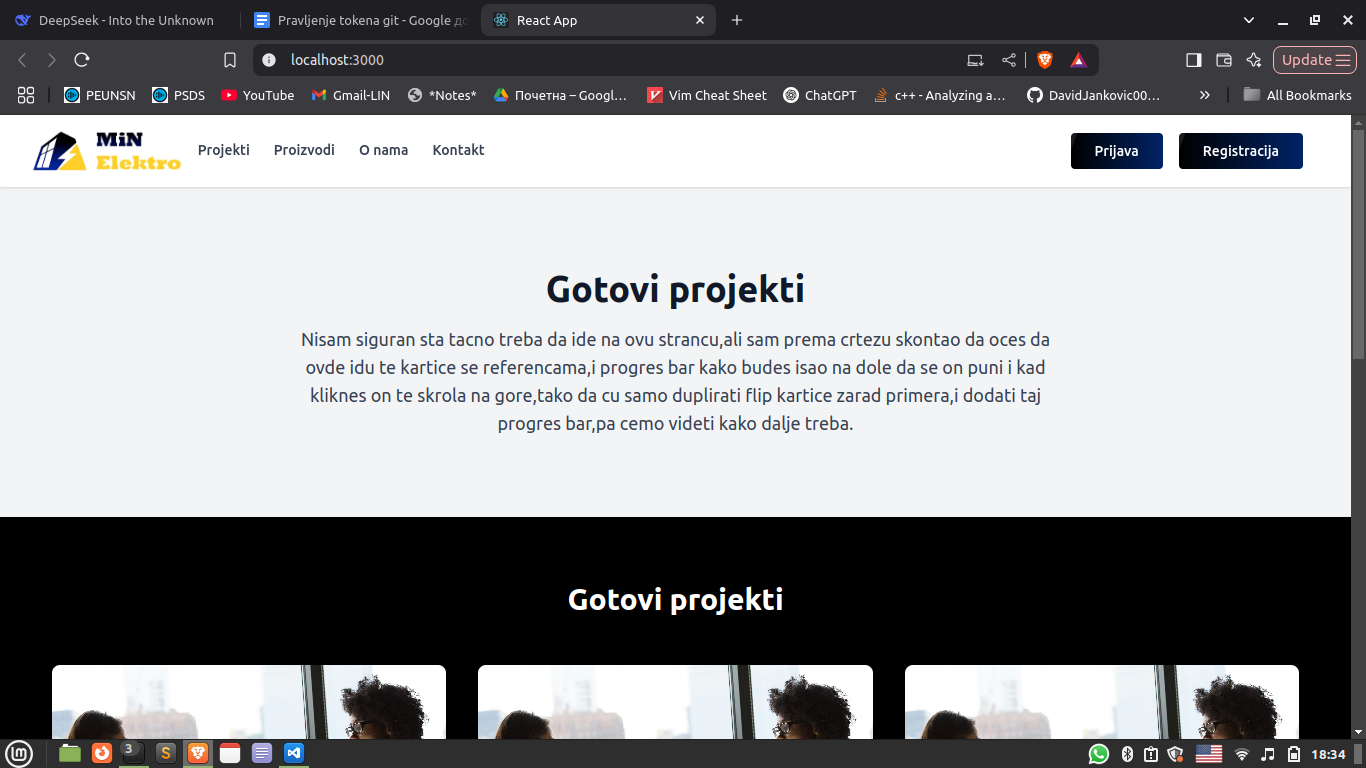 DeepSeek - Into the Unknown
Pravljenje tokena git - Google до
React App
localhost:3000
Update
PEUNSN
PSDS
YouTube
Gmail-LIN
*Notes*
Почетна – Googl…
Vim Cheat Sheet
ChatGPT
c++ - Analyzing a…
DavidJankovic00…
All Bookmarks
MiN
Elektro
Projekti
Proizvodi
O nama
Kontakt
Prijava
Registracija
Gotovi projekti
Nisam siguran sta tacno treba da ide na ovu strancu,ali sam prema crtezu skontao da oces da
ovde idu te kartice se referencama,i progres bar kako budes isao na dole da se on puni i kad
kliknes on te skrola na gore,tako da cu samo duplirati flip kartice zarad primera,i dodati taj
progres bar,pa cemo videti kako dalje treba.
Gotovi projekti
3
18:34